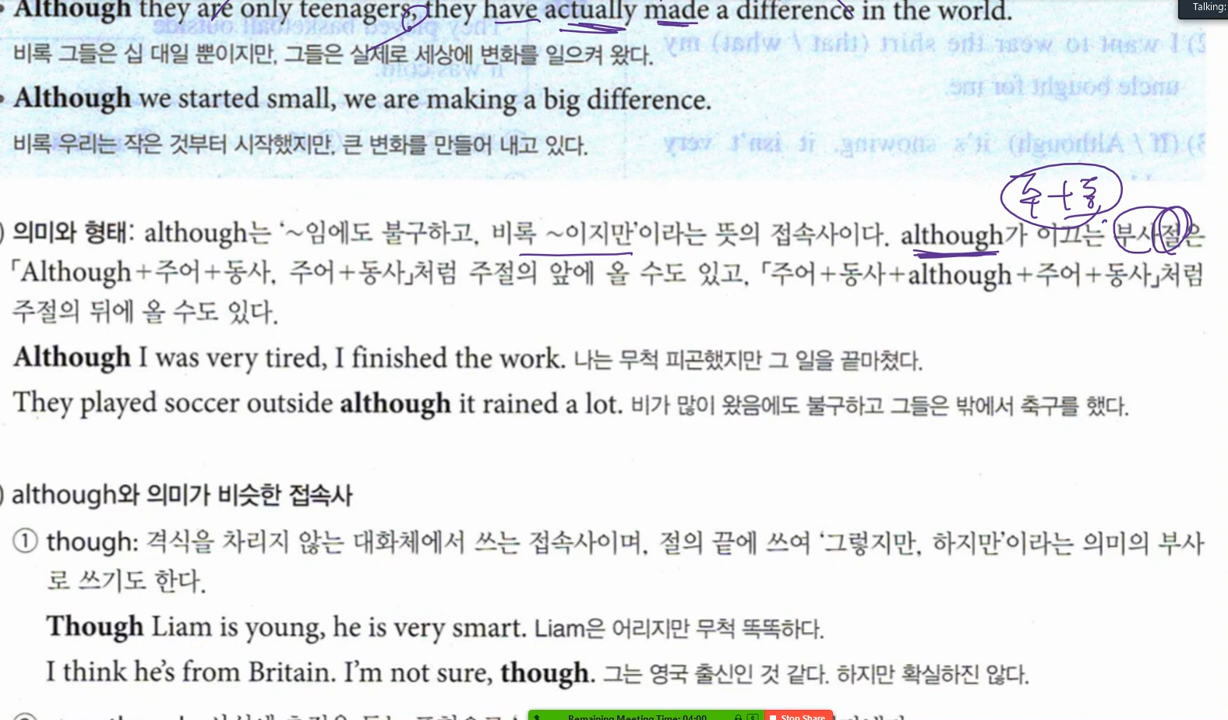 Talking:
Although they are only teenagers, they have actually made a difference in the world.
비록 그들은 십 대일 뿐이지만, 그들은 실제로 세상에 변화를 일으켜 왔다.
Although we started small, we are making a big difference.
비록 우리는 작은 것부터 시작했지만, 큰 변화를 만들어 내고 있다.
주+동
) 의미와 형태: although는 ‘~임에도 불구하고, 비록 ~이지만’이라는 뜻의 접속사이다. although가 이끄는 부사절은
「Although+주어+동사, 주어+동사」처럼 주절의 앞에 올 수도 있고, 「주어+동사+although+주어+동사」처럼
주절의 뒤에 올 수도 있다.
Although I was very tired, I finished the work. 나는 무척 피곤했지만 그 일을 끝마쳤다.
They played soccer outside although it rained a lot. 비가 많이 왔음에도 불구하고 그들은 밖에서 축구를 했다.
) although와 의미가 비슷한 접속사
① though: 격식을 차리지 않는 대화체에서 쓰는 접속사이며, 절의 끝에 쓰여 ‘그렇지만, 하지만’이라는 의미의 부사
로 쓰기도 한다.
Though Liam is young, he is very smart. Liam은 어리지만 무척 똑똑하다.
I think he’s from Britain. I’m not sure, though. 그는 영국 출신인 것 같다. 하지만 확실하진 않다.
Remaining Meeting Time: 04:00 Stop Share